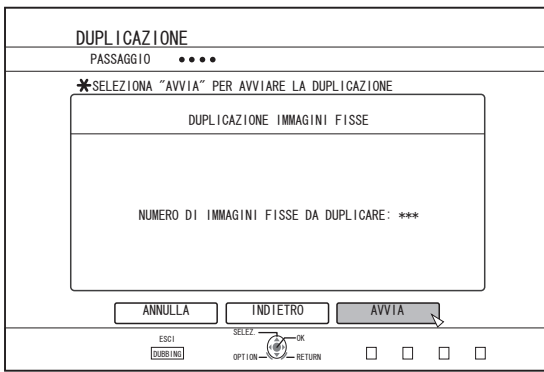 DUPLICAZIONE
PASSAGGIO
*SELEZIONA "AVVIA" PER AVVIARE LA DUPLICAZIONE
DUPLICAZIONE IMMAGINI FISSE
NUMERO DI IMMAGINI FISSE DA DUPLICARE: ***
ANNULLA INDIETRO AVVIA
ESCI SELEZ. OK
DUBBING OPTION RETURN